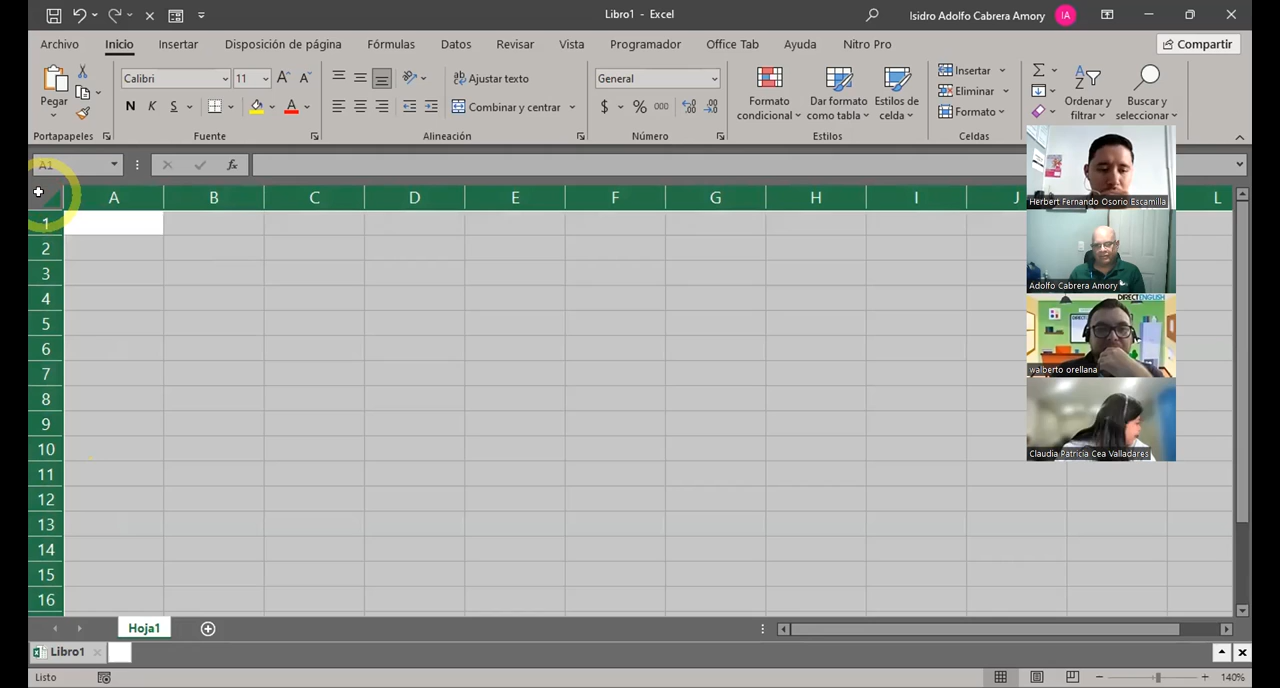 Libro1 - Excel
Isidro Adolfo Cabrera Amory
IA
Archivo Inicio Insertar Disposición de página Fórmulas Datos Revisar Vista Programador Office Tab Ayuda Nitro Pro Compartir
Pegar
Portapapeles
Calibri 11
N K S
Fuente
Ajustar texto
Combinar y centrar
Alineación
General
$ % 000
Número
Formato condicional
Dar formato como tabla
Estilos de celda
Estilos
Insertar
Eliminar
Formato
Celdas
Ordenar y filtrar
Buscar y seleccionar
A1
fx
A B C D E F G H I J L
1
2
3
4
5
6
7
8
9
10
11
12
13
14
15
16
Herbert Fernando Osorio Escamilla
Adolfo Cabrera Amory
DIRECT ENGLISH
walberto orellana
Claudia Patricia Cea Valladares
Hoja1
Libro1
Listo
140%